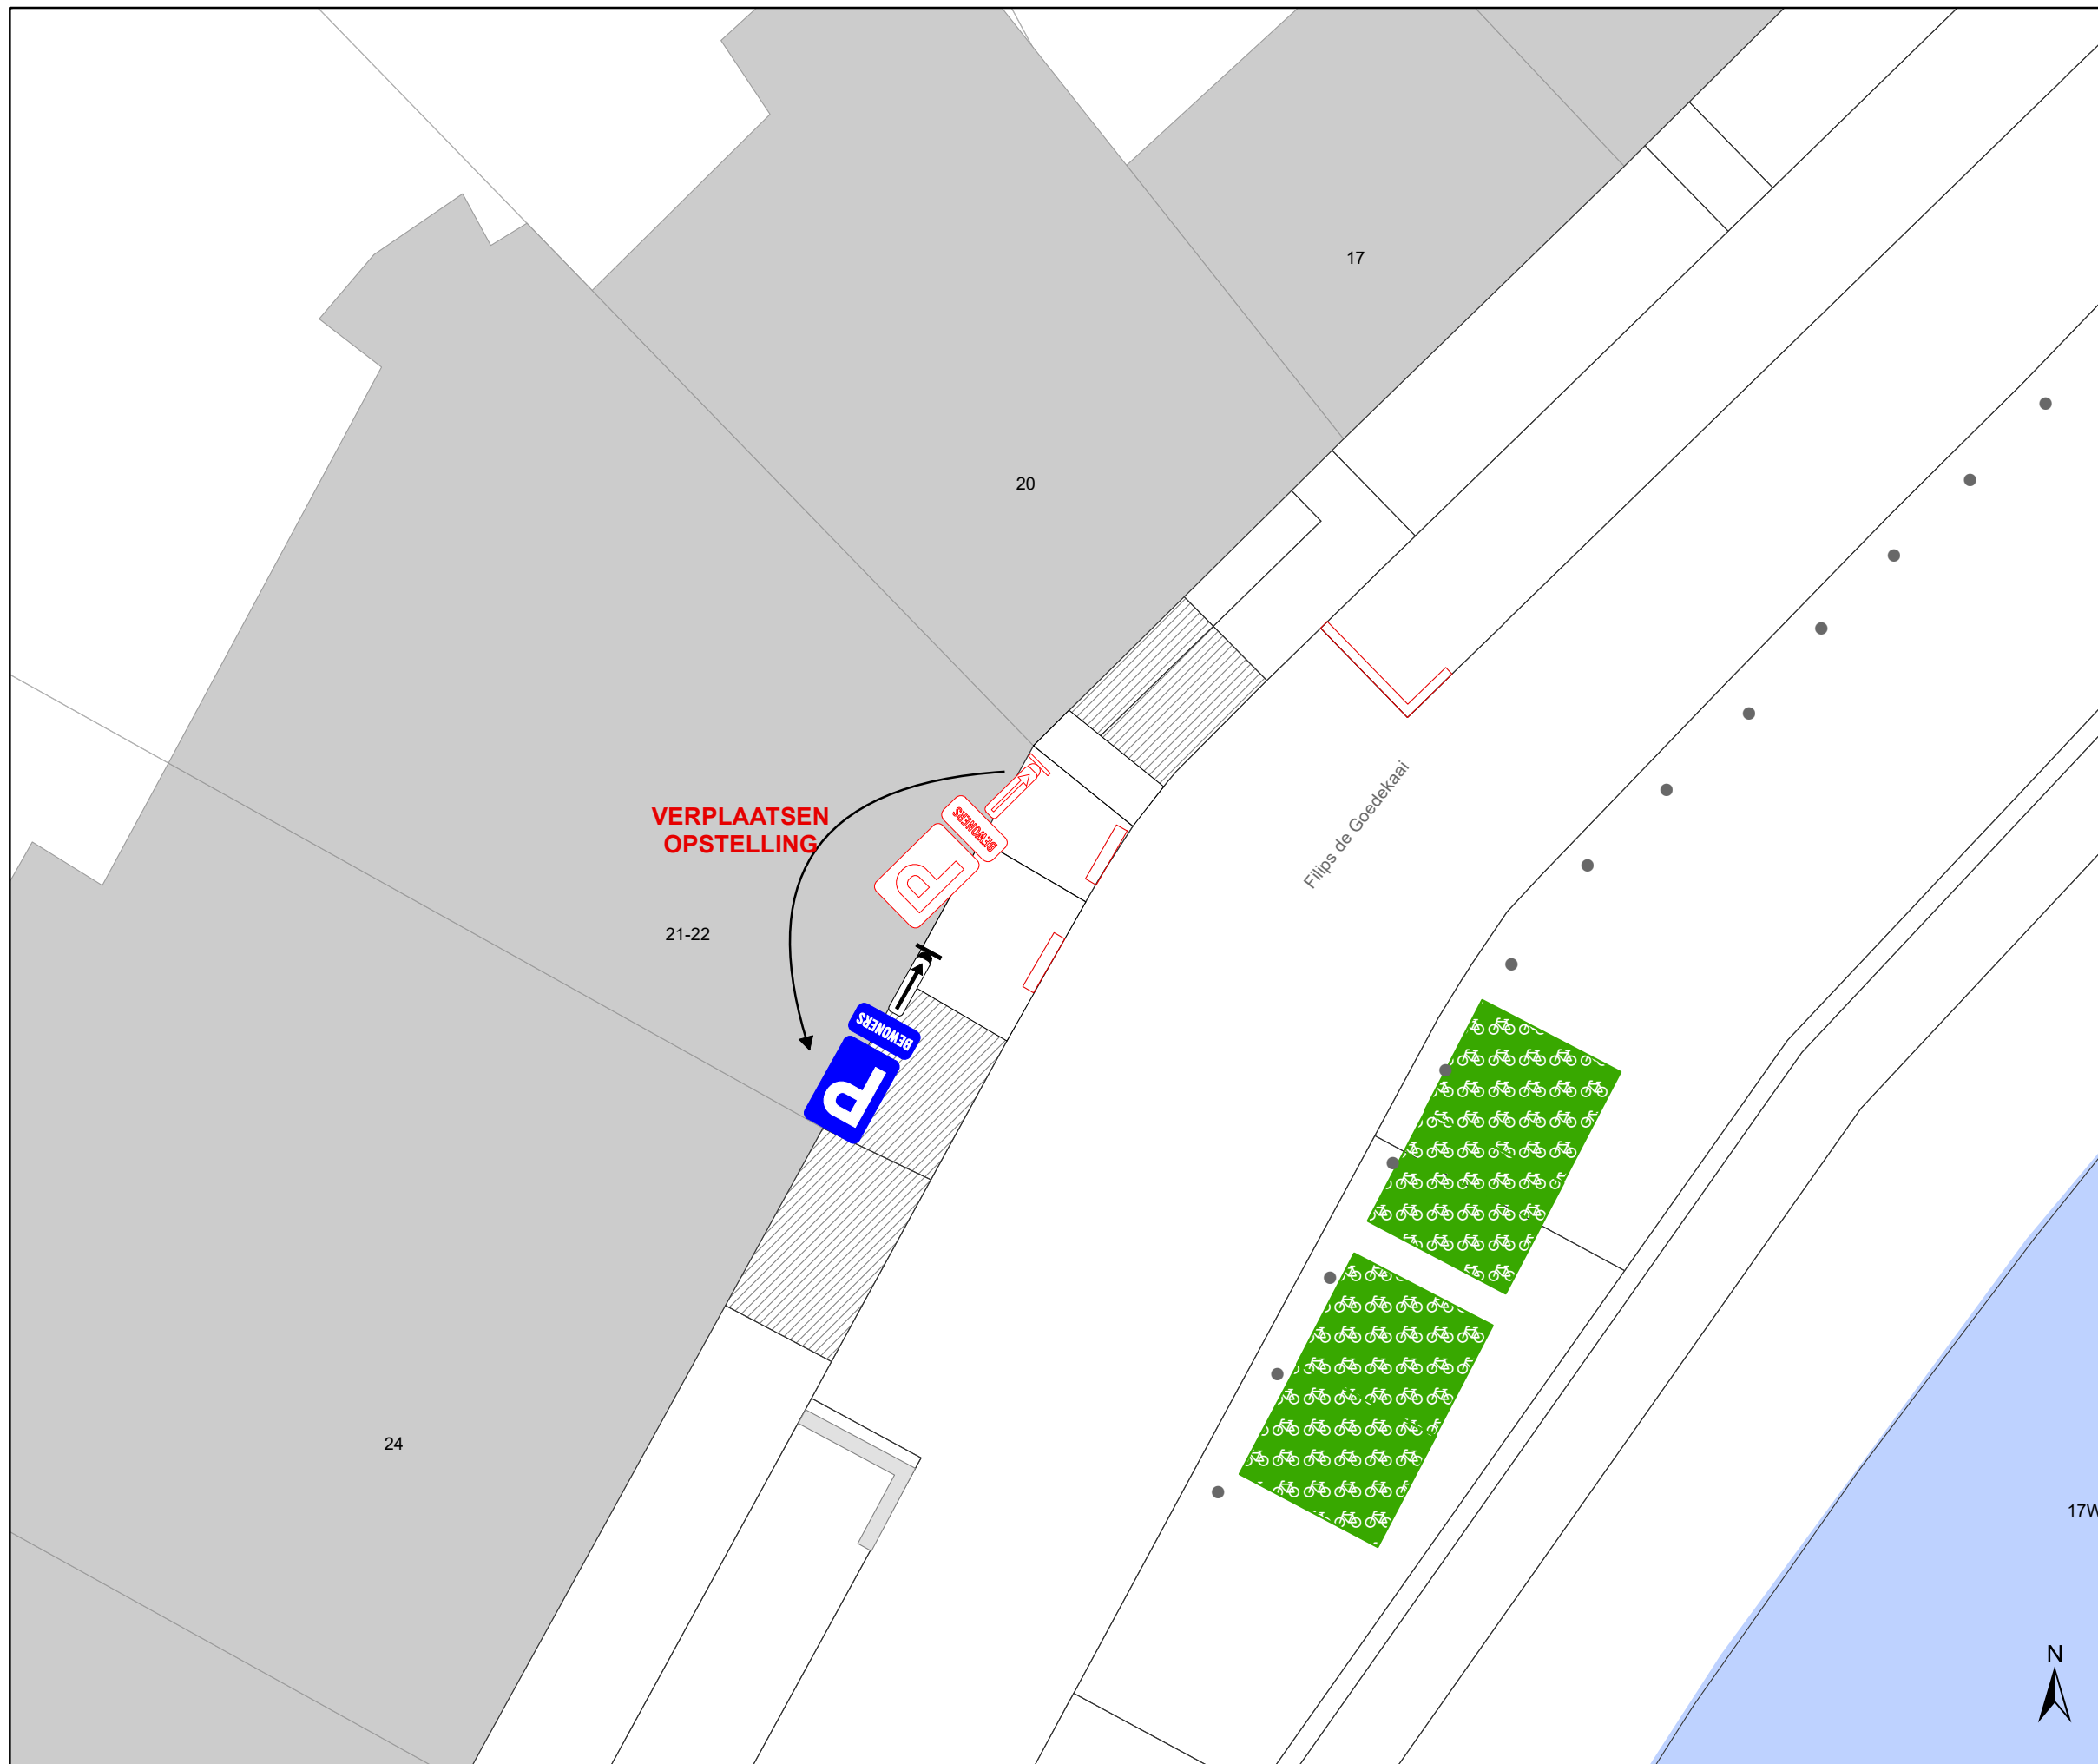 17
20
VERPLAATSEN
OPSTELLING
BEWONERS
P
21-22
BEWONERS
P
Filips de Goedekaai
24
17W
N